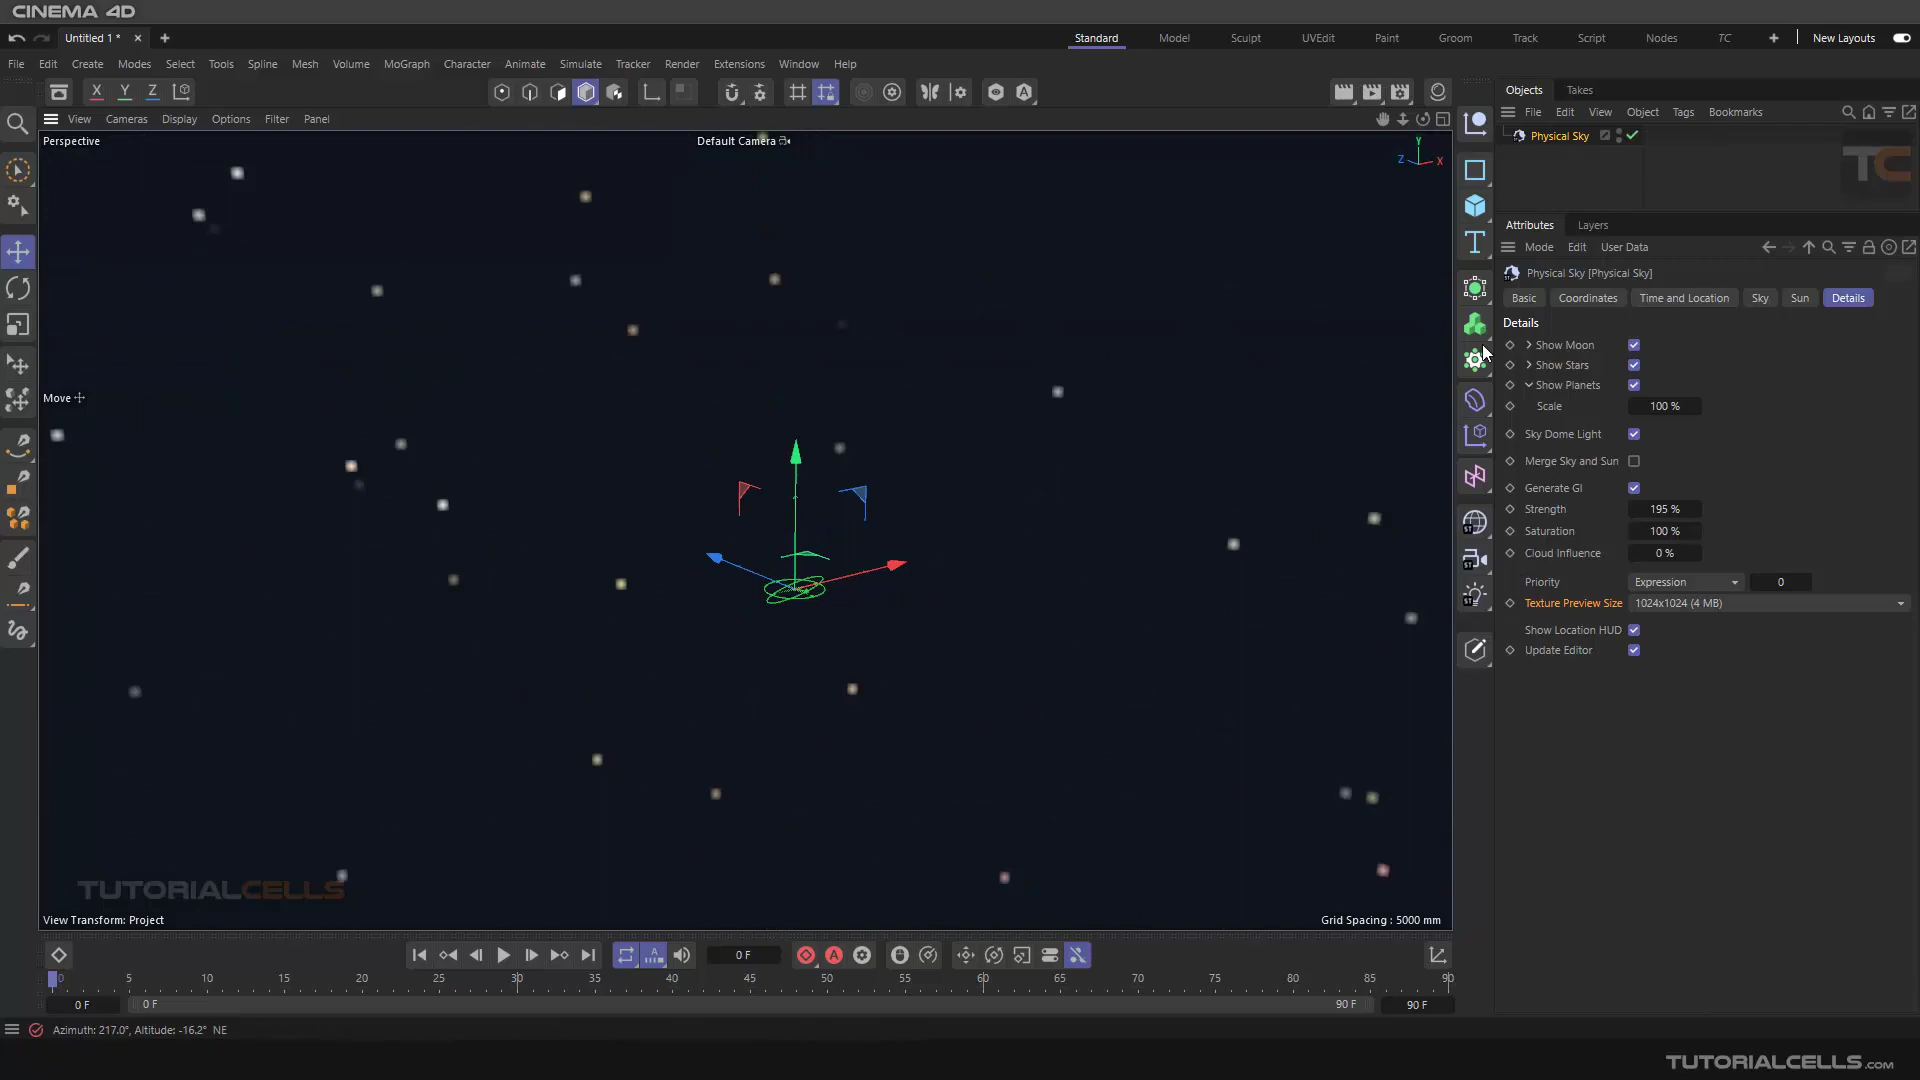 CINEMA 4D
Untitled 1 *
Standard Model Sculpt UVEdit Paint Groom Track Script Nodes TC New Layouts
File Edit Create Modes Select Tools Spline Mesh Volume MoGraph Character Animate Simulate Tracker Render Extensions Window Help
X Y Z
View Cameras Display Options Filter Panel
Perspective
Default Camera
Y
Z X
Move
TUTORIALCELLS
View Transform: Project
Grid Spacing : 5000 mm
Objects Takes
File Edit View Object Tags Bookmarks
Physical Sky
TC
Attributes Layers
Mode Edit User Data
Physical Sky [Physical Sky]
Basic Coordinates Time and Location Sky Sun Details
Details
Show Moon
Show Stars
Show Planets
Scale 100 %
Sky Dome Light
Merge Sky and Sun
Generate GI
Strength 195 %
Saturation 100 %
Cloud Influence 0 %
Priority Expression 0
Texture Preview Size 1024x1024 (4 MB)
Show Location HUD
Update Editor
0 F
0 5 10 15 20 25 30 35 40 45 50 55 60 65 70 75 80 85 90
0 F 0 F 90 F 90 F
Azimuth: 217.0°, Altitude: -16.2° NE
TUTORIALCELLS.com